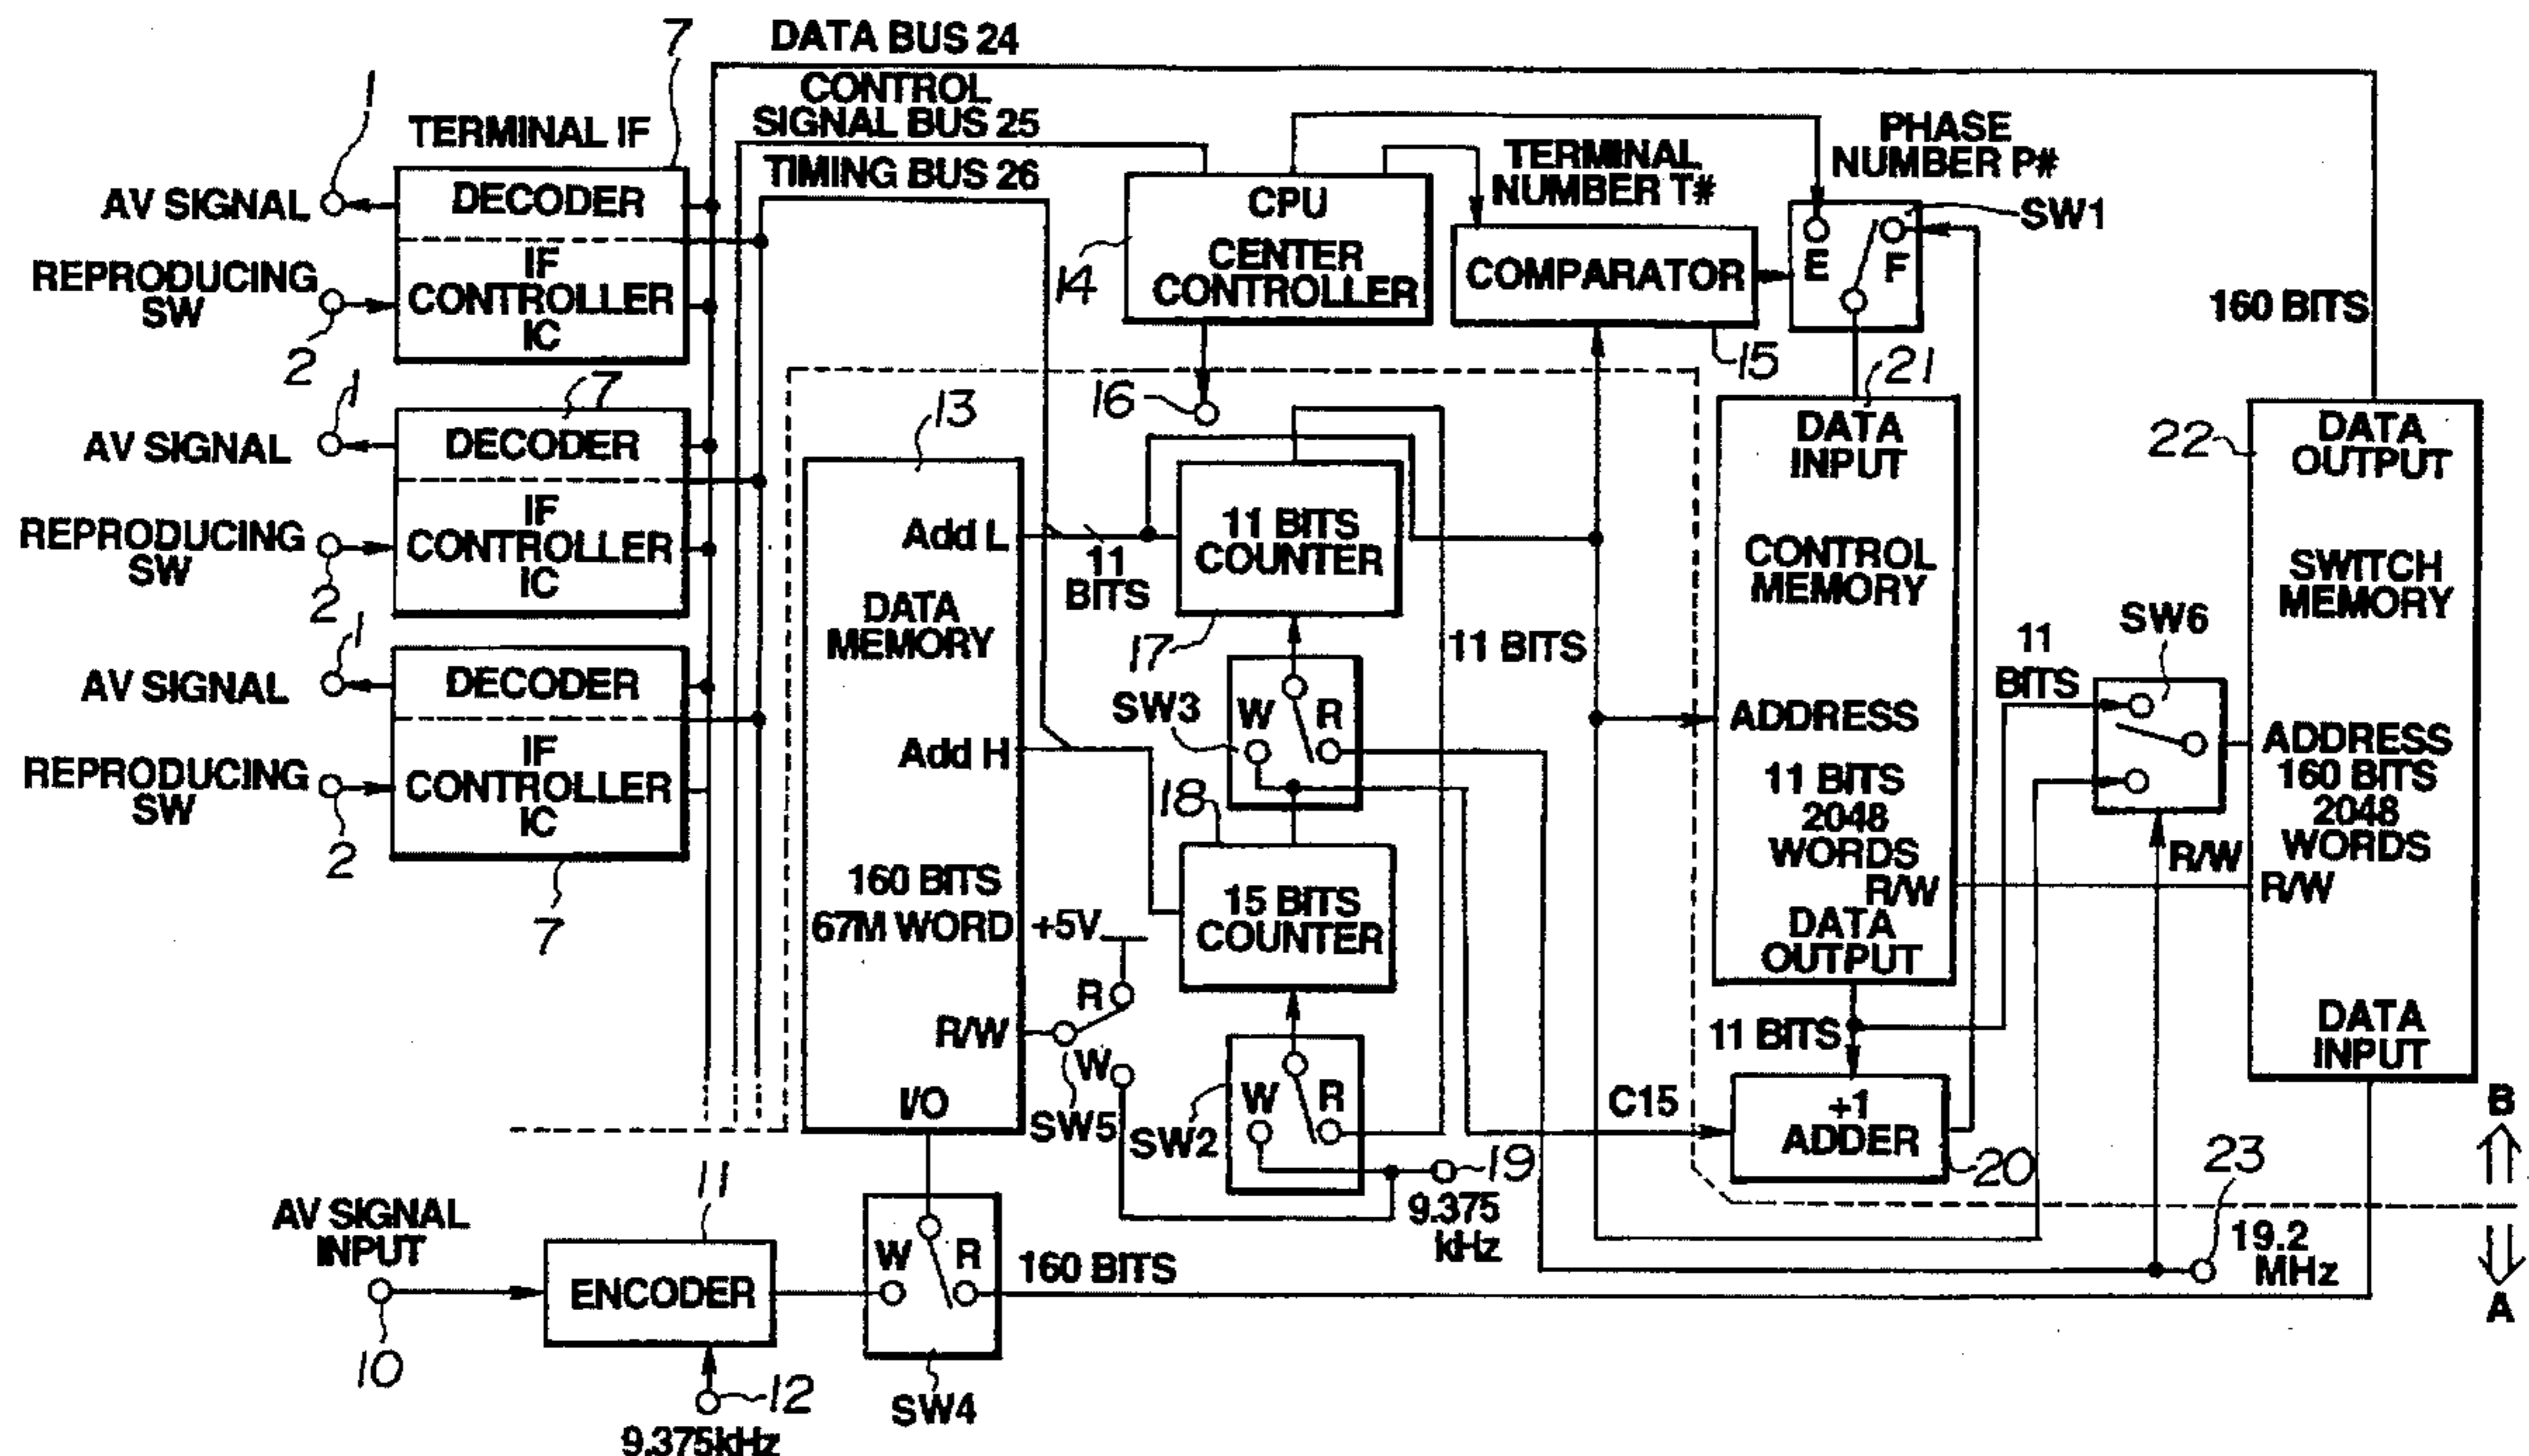 DATA BUS 24
CONTROL
SIGNAL BUS 25
TIMING BUS 26
7
1
TERMINAL IF
AV SIGNAL
REPRODUCING
SW
2
DECODER
IF
CONTROLLER
IC
7
1
AV SIGNAL
REPRODUCING
SW
2
DECODER
IF
CONTROLLER
IC
1
AV SIGNAL
REPRODUCING
SW
2
DECODER
IF
CONTROLLER
IC
7
CPU
CENTER
CONTROLLER
14
TERMINAL
NUMBER T#
COMPARATOR
15
PHASE
NUMBER P#
E
F
SW1
160 BITS
16
13
Add L
DATA
MEMORY
Add H
160 BITS
67M WORD
R/W
I/O
11
BITS
11 BITS
COUNTER
17
11 BITS
SW3
W
R
18
15 BITS
COUNTER
+5V
R
W
SW5
W
R
SW2
19
9.375
kHz
21
DATA
INPUT
CONTROL
MEMORY
ADDRESS
11 BITS
2048
WORDS
R/W
DATA
OUTPUT
11 BITS
C15
+1
ADDER
20
11
BITS
SW6
R/W
22
DATA
OUTPUT
SWITCH
MEMORY
ADDRESS
160 BITS
2048
WORDS
R/W
DATA
INPUT
B
A
23
19.2
MHz
AV SIGNAL
INPUT
10
11
ENCODER
12
9.375kHz
W
R
SW4
160 BITS